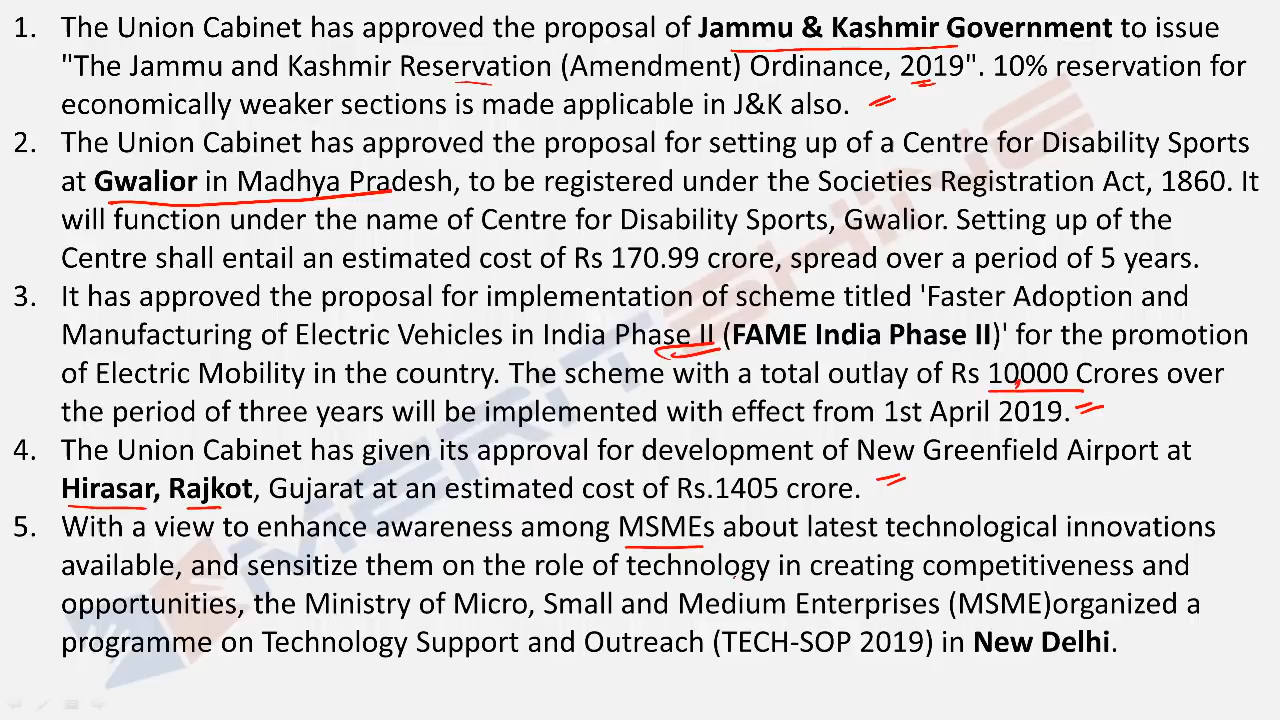 1. The Union Cabinet has approved the proposal of Jammu & Kashmir Government to issue
"The Jammu and Kashmir Reservation (Amendment) Ordinance, 2019". 10% reservation for
economically weaker sections is made applicable in J&K also.
2. The Union Cabinet has approved the proposal for setting up of a Centre for Disability Sports
at Gwalior in Madhya Pradesh, to be registered under the Societies Registration Act, 1860. It
will function under the name of Centre for Disability Sports, Gwalior. Setting up of the
Centre shall entail an estimated cost of Rs 170.99 crore, spread over a period of 5 years.
3. It has approved the proposal for implementation of scheme titled 'Faster Adoption and
Manufacturing of Electric Vehicles in India Phase II (FAME India Phase II)' for the promotion
of Electric Mobility in the country. The scheme with a total outlay of Rs 10,000 Crores over
the period of three years will be implemented with effect from 1st April 2019.
4. The Union Cabinet has given its approval for development of New Greenfield Airport at
Hirasar, Rajkot, Gujarat at an estimated cost of Rs.1405 crore.
5. With a view to enhance awareness among MSMEs about latest technological innovations
available, and sensitize them on the role of technology in creating competitiveness and
opportunities, the Ministry of Micro, Small and Medium Enterprises (MSME)organized a
programme on Technology Support and Outreach (TECH-SOP 2019) in New Delhi.
MERITSHINE